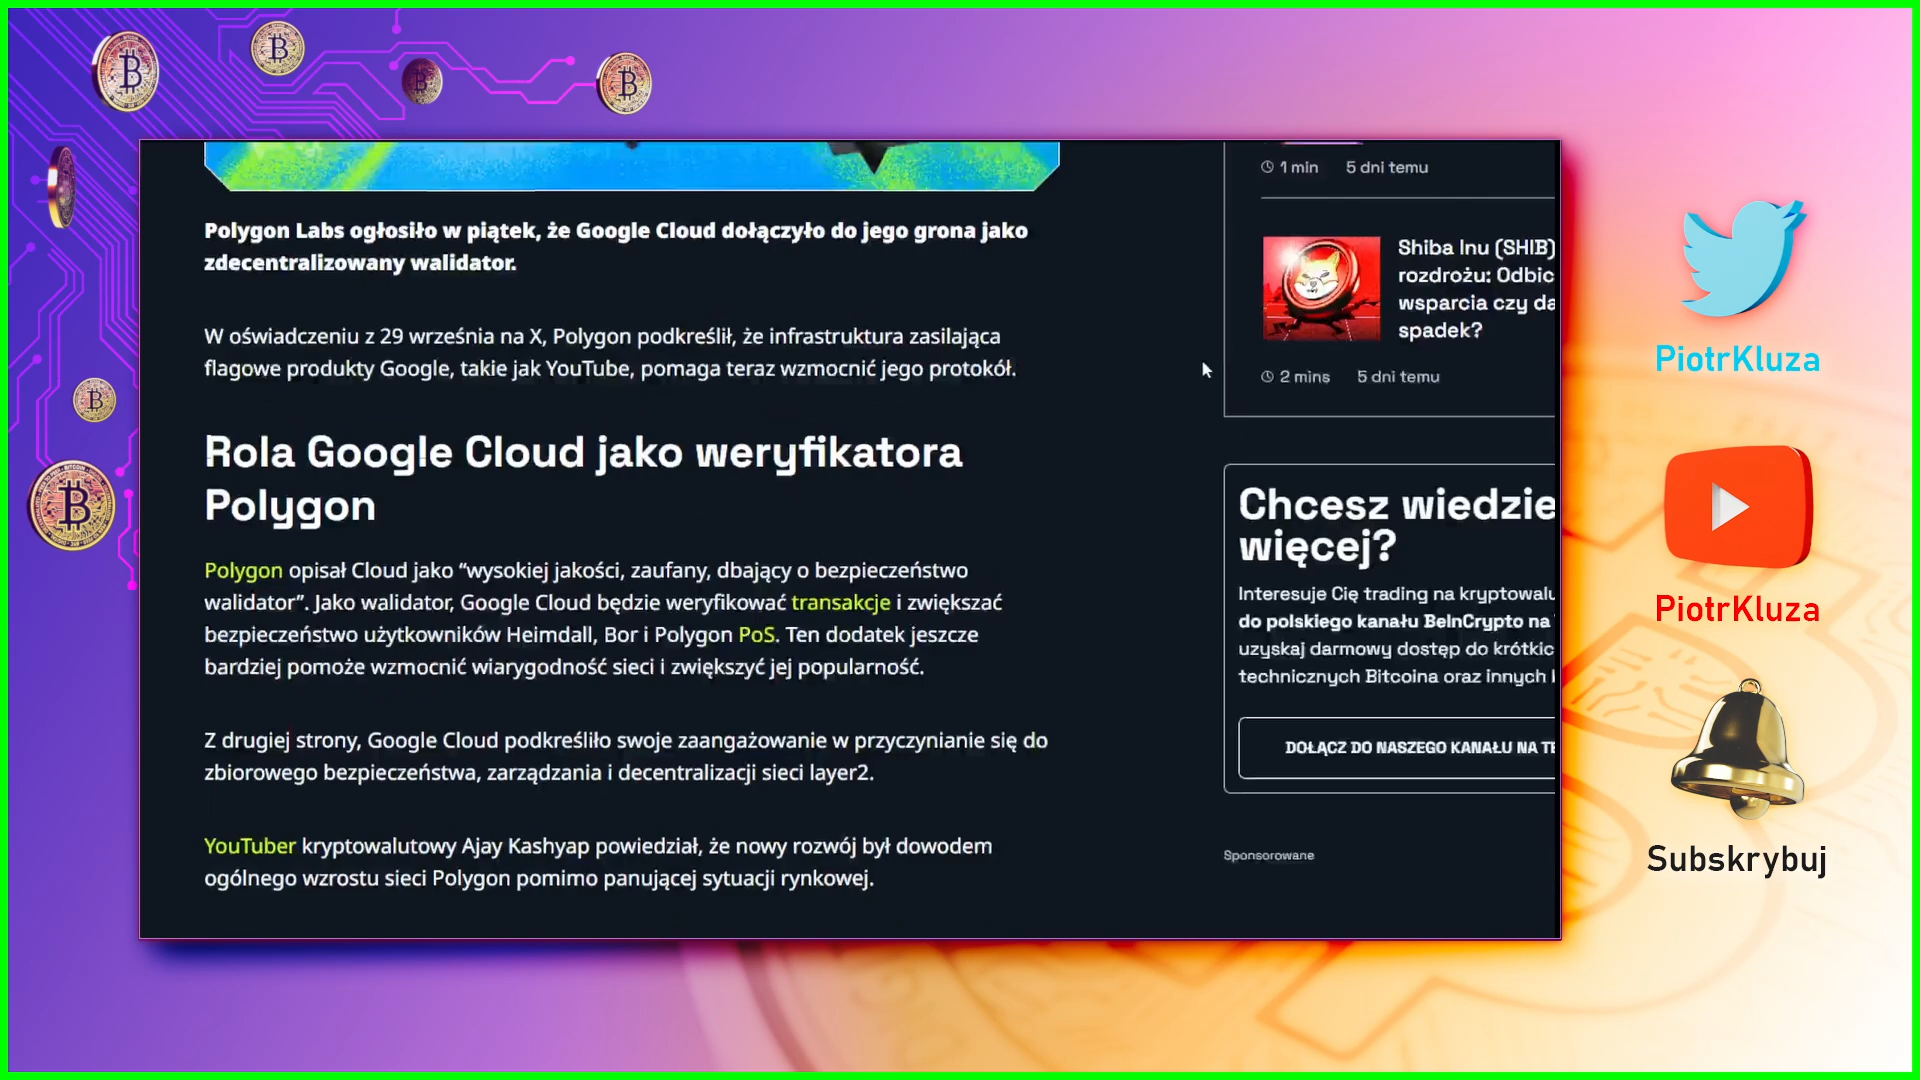 Polygon Labs ogłosiło w piątek, że Google Cloud dołączyło do jego grona jako
zdecentralizowany walidator.
W oświadczeniu z 29 września na X, Polygon podkreślił, że infrastruktura zasilająca
flagowe produkty Google, takie jak YouTube, pomaga teraz wzmocnić jego protokół.
Rola Google Cloud jako weryfikatora
Polygon
Polygon opisał Cloud jako “wysokiej jakości, zaufany, dbający o bezpieczeństwo
walidator”. Jako walidator, Google Cloud będzie weryfikować transakcje i zwiększać
bezpieczeństwo użytkowników Heimdall, Bor i Polygon PoS. Ten dodatek jeszcze
bardziej pomoże wzmocnić wiarygodność sieci i zwiększyć jej popularność.
Z drugiej strony, Google Cloud podkreśliło swoje zaangażowanie w przyczynianie się do
zbiorowego bezpieczeństwa, zarządzania i decentralizacji sieci layer2.
YouTuber kryptowalutowy Ajay Kashyap powiedział, że nowy rozwój był dowodem
ogólnego wzrostu sieci Polygon pomimo panującej sytuacji rynkowej.
1 min 5 dni temu
Shiba Inu (SHIB)
rozdrożu: Odbic
wsparcia czy da
spadek?
2 mins 5 dni temu
Chcesz wiedzie
więcej?
Interesuje Cię trading na kryptowalu
do polskiego kanału BeInCrypto na
uzyskaj darmowy dostęp do krótkic
technicznych Bitcoina oraz innych
DOŁĄCZ DO NASZEGO KANAŁU NA TE
Sponsorowane
PiotrKluza
PiotrKluza
Subskrybuj